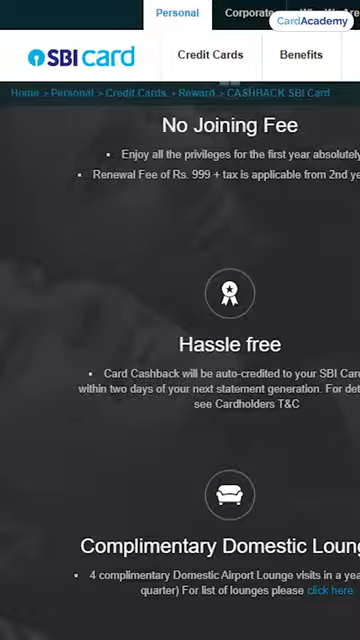 Personal Corporate
CardAcademy
SBI card Credit Cards Benefits
Home > Personal > Credit Cards > Reward > CASHBACK SBI Card
No Joining Fee
• Enjoy all the privileges for the first year absolutely
• Renewal Fee of Rs. 999 + tax is applicable from 2nd ye
Hassle free
• Card Cashback will be auto-credited to your SBI Car
within two days of your next statement generation. For det
see Cardholders T&C
Complimentary Domestic Loun
• 4 complimentary Domestic Airport Lounge visits in a yea
quarter) For list of lounges please click here